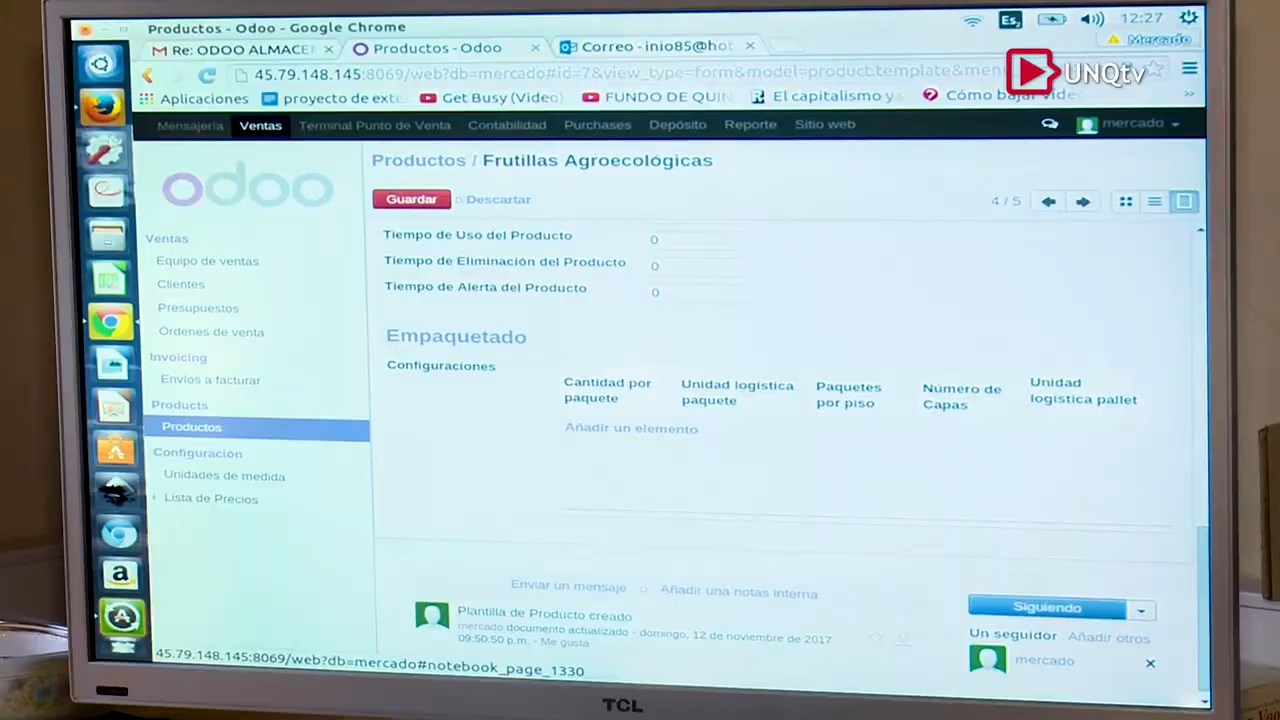 Productos - Odoo - Google Chrome
Es
12:27
Re: ODOO ALMACE
Productos - Odoo
Correo - inio85@hot
Mercado
45.79.148.145:8069/web?db=mercado#id=7&view_type=form&model=product.template&men
UNQtv
Aplicaciones
proyecto de exte
Get Busy (Video)
FUNDO DE QUIN
El capitalismo y s
Cómo bajar vide
Mensajería
Ventas
Terminal Punto de Venta
Contabilidad
Purchases
Depósito
Reporte
Sitio web
mercado
odoo
Productos / Frutillas Agroecológicas
Guardar o Descartar
4 / 5
Ventas
Equipo de ventas
Clientes
Presupuestos
Ordenes de venta
Invoicing
Envíos a facturar
Products
Productos
Configuración
Unidades de medida
Lista de Precios
Tiempo de Uso del Producto 0
Tiempo de Eliminación del Producto 0
Tiempo de Alerta del Producto 0
Empaquetado
Configuraciones
Cantidad por paquete
Unidad logística paquete
Paquetes por piso
Número de Capas
Unidad logística pallet
Añadir un elemento
Enviar un mensaje o Añadir una notas interna
Plantilla de Producto creado
mercado documento actualizado - domingo, 12 de noviembre de 2017
09:50:50 p.m. - Me gusta
Siguiendo
Un seguidor Añadir otros
mercado
45.79.148.145:8069/web?db=mercado#notebook_page_1330
TCL